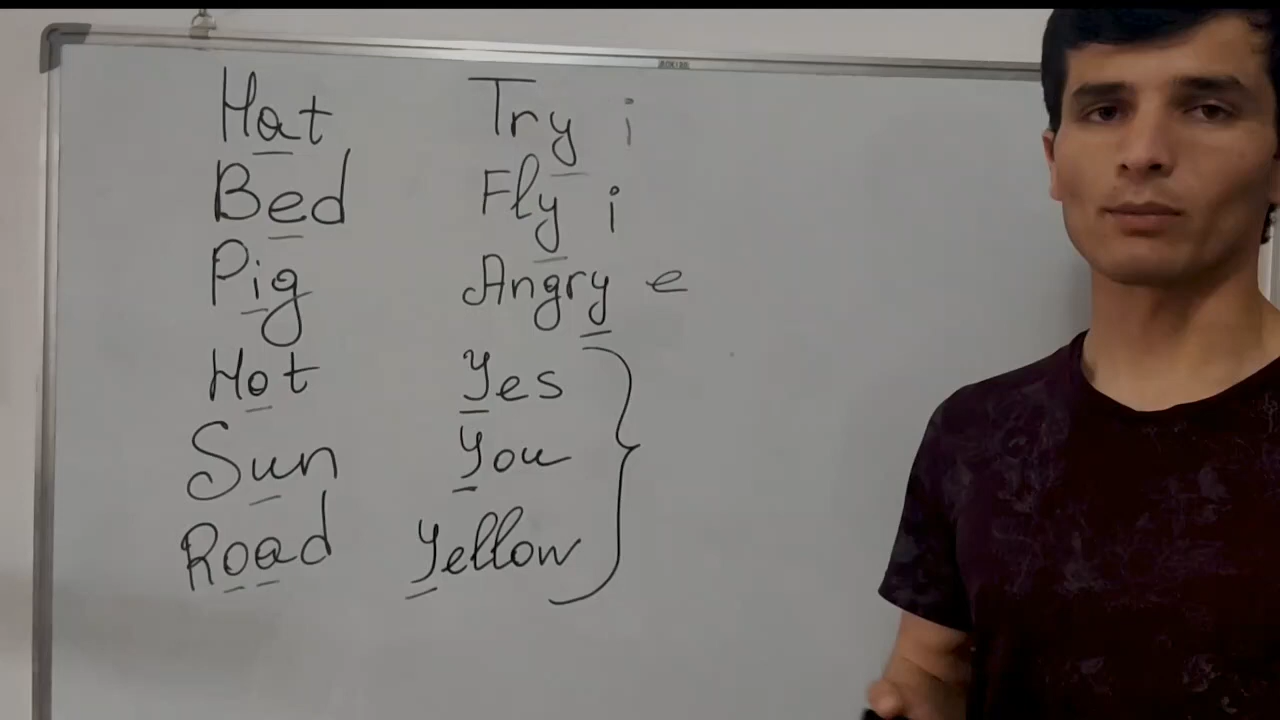 Hat Try i
Bed Fly i
Pig Angry e
Hot Yes
Sun You
Road Yellow